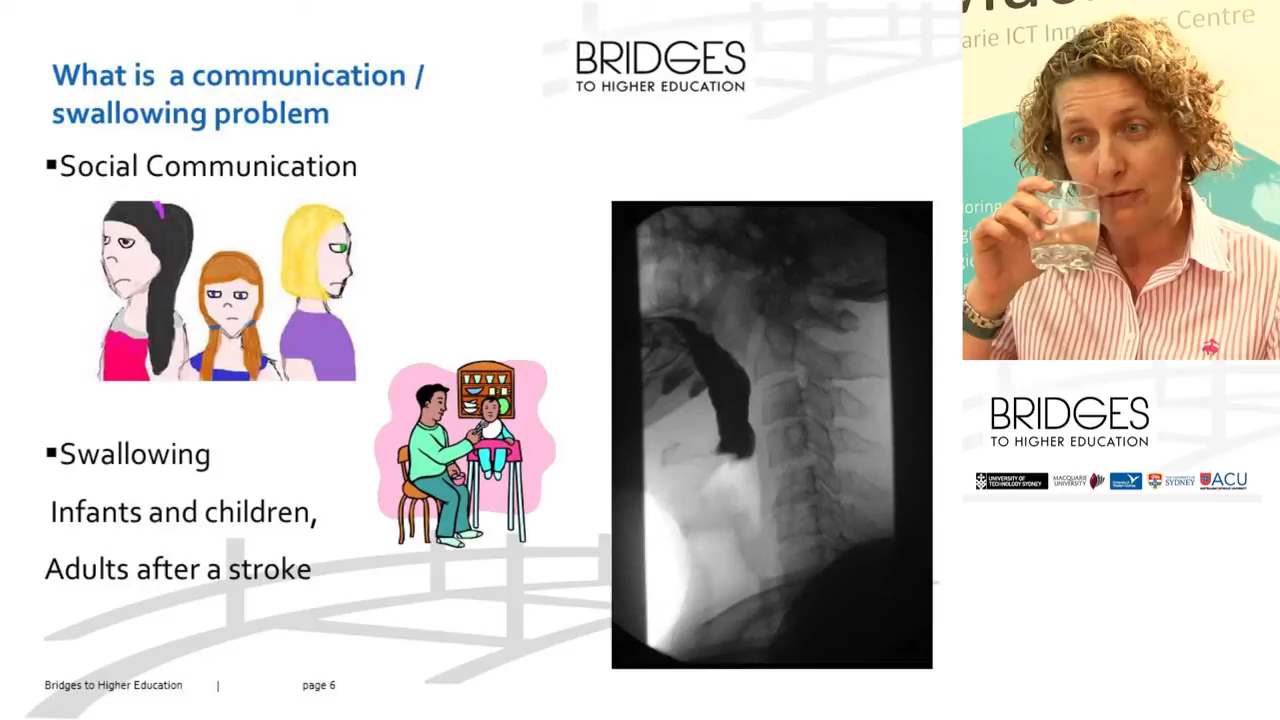 What is a communication /
swallowing problem
▪Social Communication
▪Swallowing
Infants and children,
Adults after a stroke
Bridges to Higher Education | page 6
BRIDGES
TO HIGHER EDUCATION
arie ICT Inno
Centre
oring
BRIDGES
TO HIGHER EDUCATION
UNIVERSITY OF
TECHNOLOGY SYDNEY
MACQUARIE
UNIVERSITY
SYDNEY
ACU